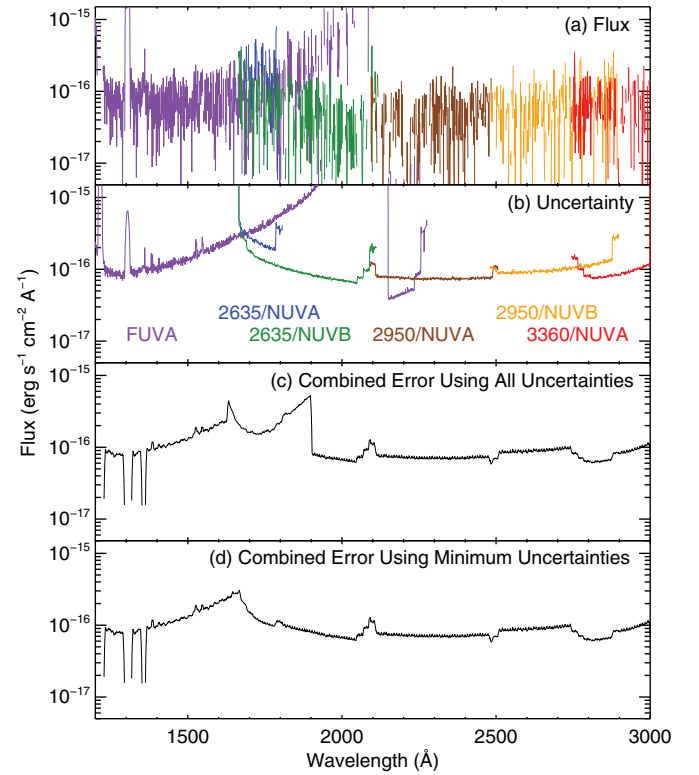 (a) Flux
10⁻¹⁵
10⁻¹⁶
10⁻¹⁷
(b) Uncertainty
10⁻¹⁵
10⁻¹⁶
10⁻¹⁷
2635/NUVA
2950/NUVB
FUVA
2635/NUVB
2950/NUVA
3360/NUVA
(c) Combined Error Using All Uncertainties
10⁻¹⁵
10⁻¹⁶
10⁻¹⁷
(d) Combined Error Using Minimum Uncertainties
10⁻¹⁵
10⁻¹⁶
10⁻¹⁷
Flux (erg s⁻¹ cm⁻² A⁻¹)
1500
2000
2500
3000
Wavelength (Å)